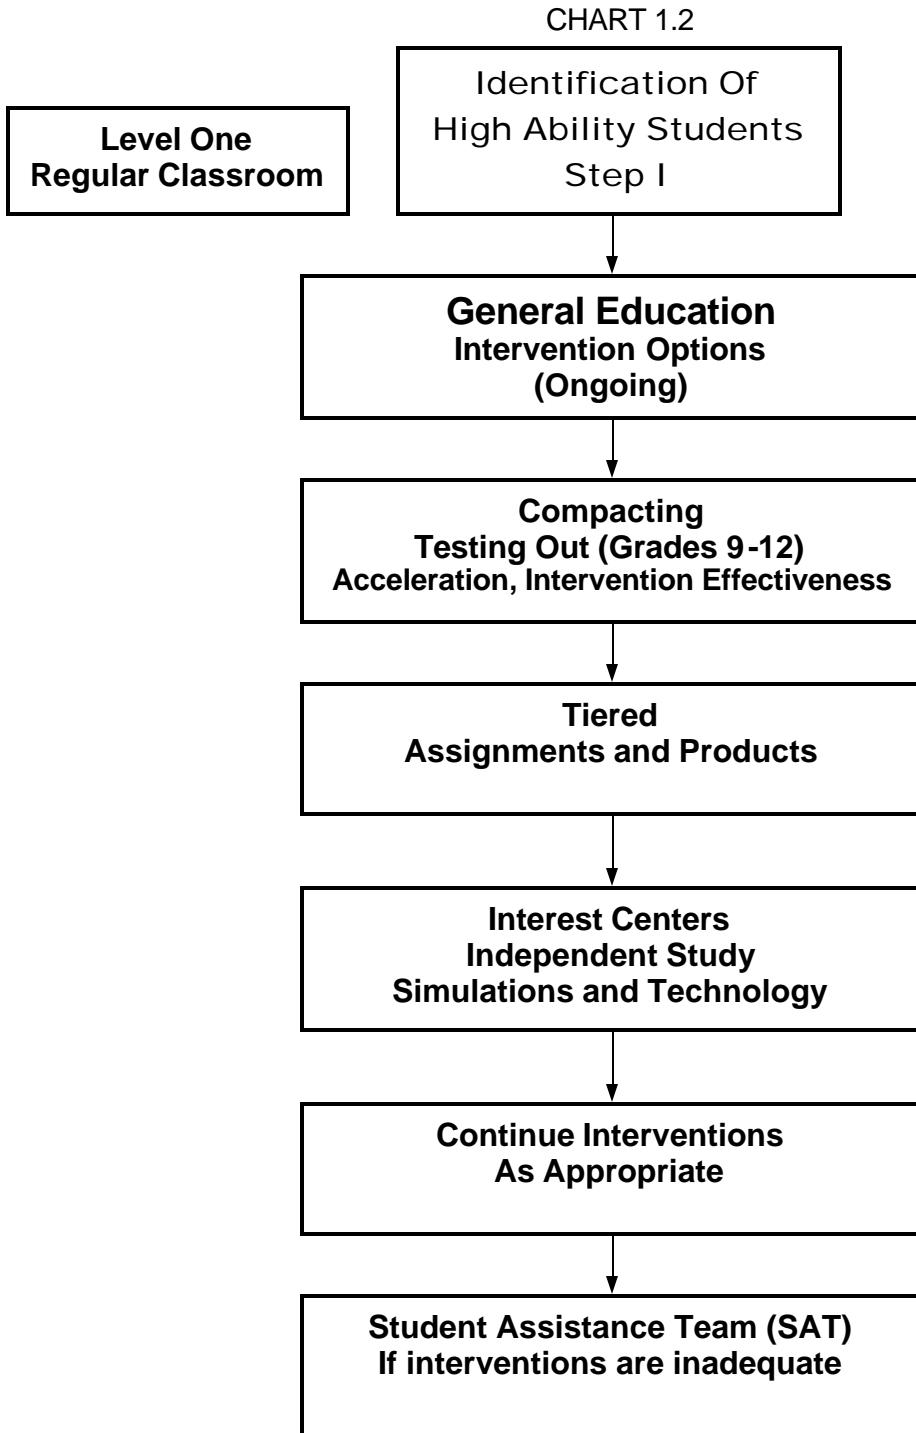 CHART 1.2
Identification Of
High Ability Students
Step I
Level One
Regular Classroom
General Education
Intervention Options
(Ongoing)
Compacting
Testing Out (Grades 9-12)
Acceleration, Intervention Effectiveness
Tiered
Assignments and Products
Interest Centers
Independent Study
Simulations and Technology
Continue Interventions
As Appropriate
Student Assistance Team (SAT)
If interventions are inadequate